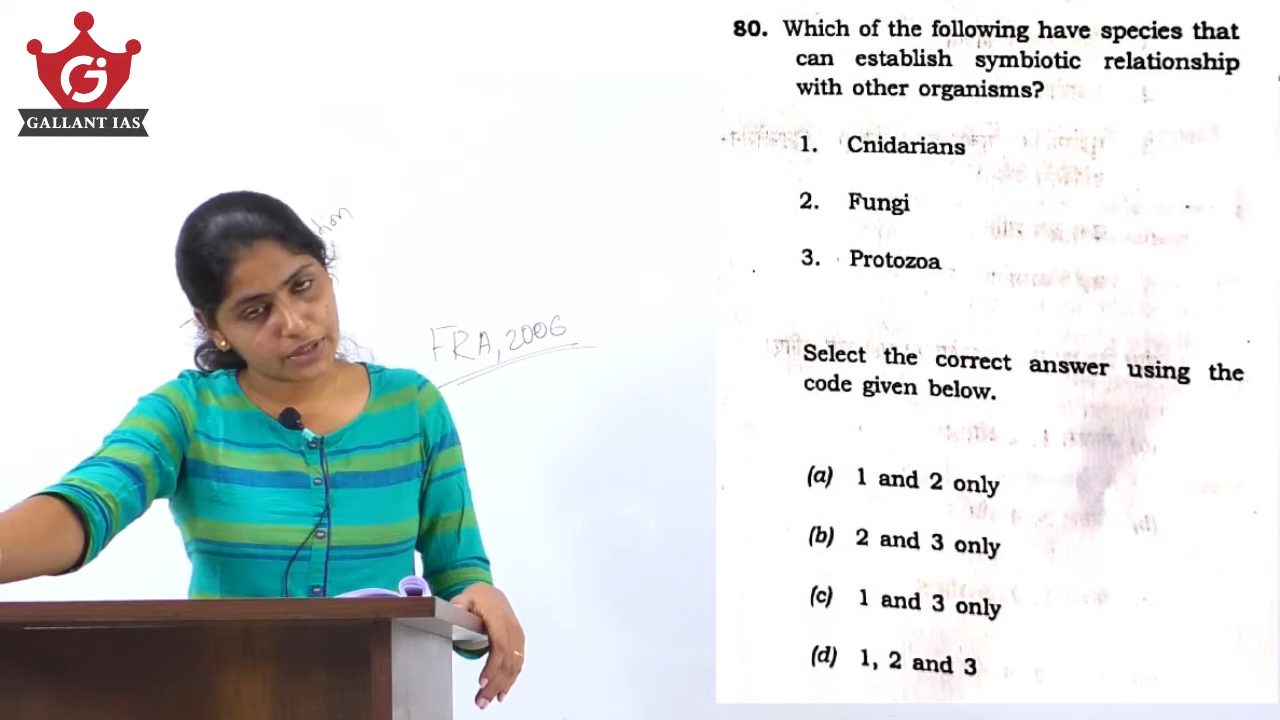 GALLANT IAS
FRA, 2006
80. Which of the following have species that
can establish symbiotic relationship
with other organisms?
1. Cnidarians
2. Fungi
3. Protozoa
Select the correct answer using the
code given below.
(a) 1 and 2 only
(b) 2 and 3 only
(c) 1 and 3 only
(d) 1, 2 and 3